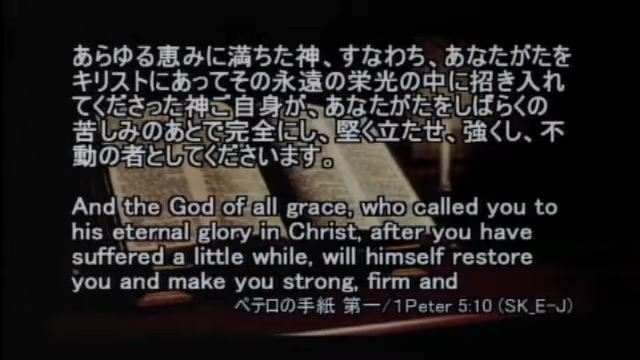 あらゆる恵みに満ちた神、すなわち、あなたがたを
キリストにあってその永遠の栄光の中に招き入れ
てくださった神ご自身が、あなたがたをしばらくの
苦しみのあとで完全にし、堅く立たせ、強くし、不
動の者としてくださいます。
And the God of all grace, who called you to
his eternal glory in Christ, after you have
suffered a little while, will himself restore
you and make you strong, firm and
ペテロの手紙 第一/1Peter 5:10 (SK_E-J)